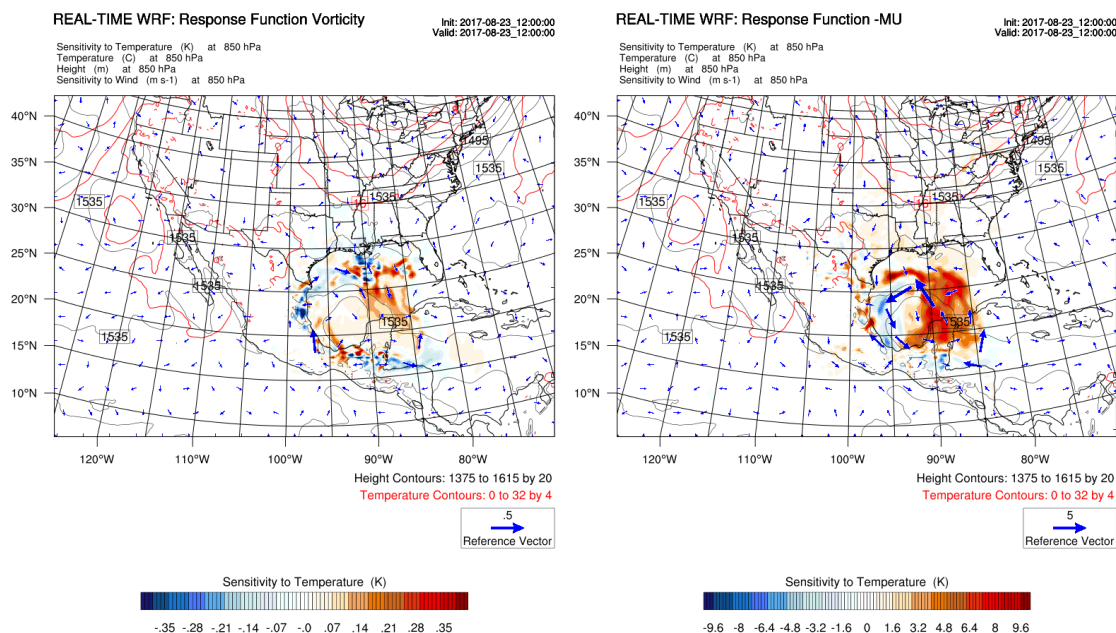 REAL-TIME WRF: Response Function Vorticity
Init: 2017-08-23_12:00:00
Valid: 2017-08-23_12:00:00
Sensitivity to Temperature (K) at 850 hPa
Temperature (C) at 850 hPa
Height (m) at 850 hPa
Sensitivity to Wind (m s-1) at 850 hPa
40°N
35°N
30°N
25°N
20°N
15°N
10°N
1495
1535
1535
1535
16
1535
1535
1535
1535
120°W 110°W 100°W 90°W 80°W
Height Contours: 1375 to 1615 by 20
Temperature Contours: 0 to 32 by 4
.5
Reference Vector
Sensitivity to Temperature (K)
-.35 -.28 -.21 -.14 -.07 -.0 .07 .14 .21 .28 .35
REAL-TIME WRF: Response Function -MU
Init: 2017-08-23_12:00:00
Valid: 2017-08-23_12:00:00
Sensitivity to Temperature (K) at 850 hPa
Temperature (C) at 850 hPa
Height (m) at 850 hPa
Sensitivity to Wind (m s-1) at 850 hPa
40°N
35°N
30°N
25°N
20°N
15°N
10°N
1495
1535
1535
1535
16
1535
1535
1535
1535
120°W 110°W 100°W 90°W 80°W
Height Contours: 1375 to 1615 by 20
Temperature Contours: 0 to 32 by 4
5
Reference Vector
Sensitivity to Temperature (K)
-9.6 -8 -6.4 -4.8 -3.2 -1.6 0 1.6 3.2 4.8 6.4 8 9.6